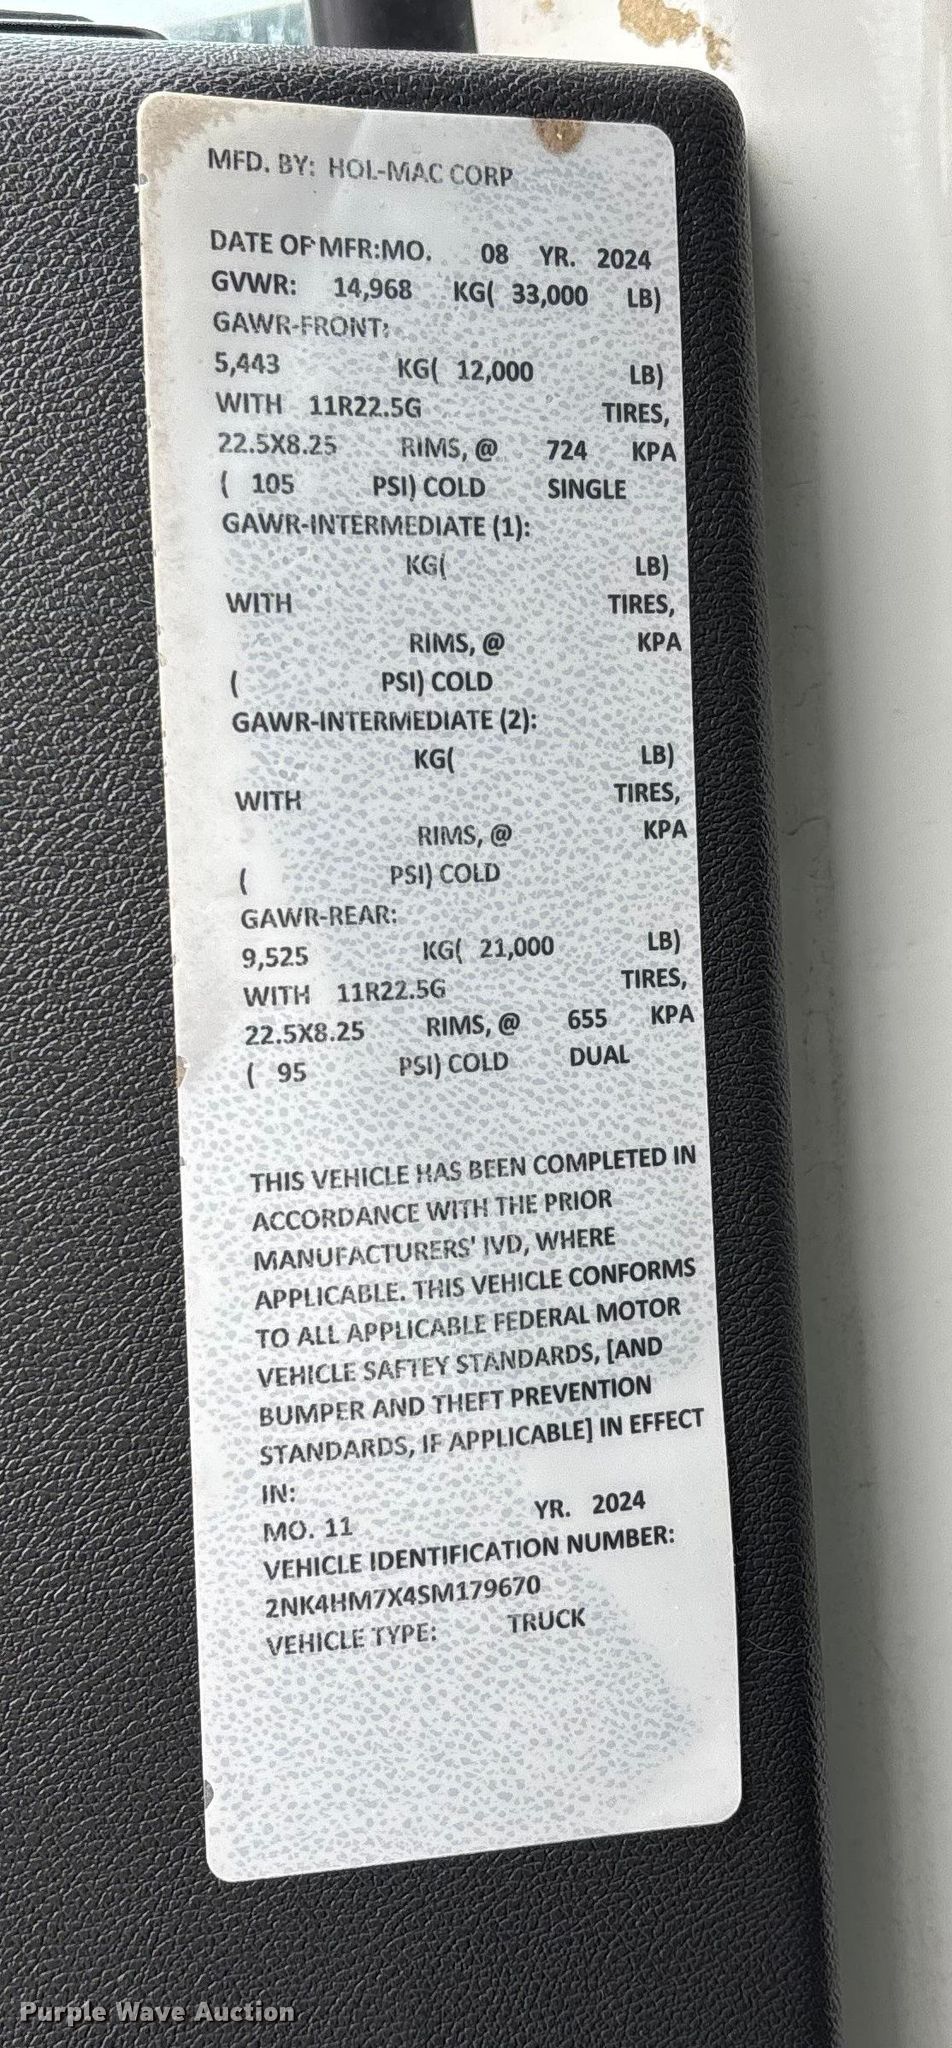 MFD. BY: HOL-MAC CORP
DATE OF MFR:MO. 08 YR. 2024
GVWR: 14,968 KG( 33,000 LB)
GAWR-FRONT:
5,443 KG( 12,000 LB)
WITH 11R22.5G TIRES,
22.5X8.25 RIMS, @ 724 KPA
( 105 PSI) COLD SINGLE
GAWR-INTERMEDIATE (1):
KG( LB)
WITH TIRES,
RIMS, @ KPA
( PSI) COLD
GAWR-INTERMEDIATE (2):
KG( LB)
WITH TIRES,
RIMS, @ KPA
( PSI) COLD
GAWR-REAR:
9,525 KG( 21,000 LB)
WITH 11R22.5G TIRES,
22.5X8.25 RIMS, @ 655 KPA
( 95 PSI) COLD DUAL
THIS VEHICLE HAS BEEN COMPLETED IN
ACCORDANCE WITH THE PRIOR
MANUFACTURERS' IVD, WHERE
APPLICABLE. THIS VEHICLE CONFORMS
TO ALL APPLICABLE FEDERAL MOTOR
VEHICLE SAFTEY STANDARDS, [AND
BUMPER AND THEFT PREVENTION
STANDARDS, IF APPLICABLE] IN EFFECT
IN:
MO. 11 YR. 2024
VEHICLE IDENTIFICATION NUMBER:
2NK4HM7X4SM179670
VEHICLE TYPE: TRUCK
Purple Wave Auction